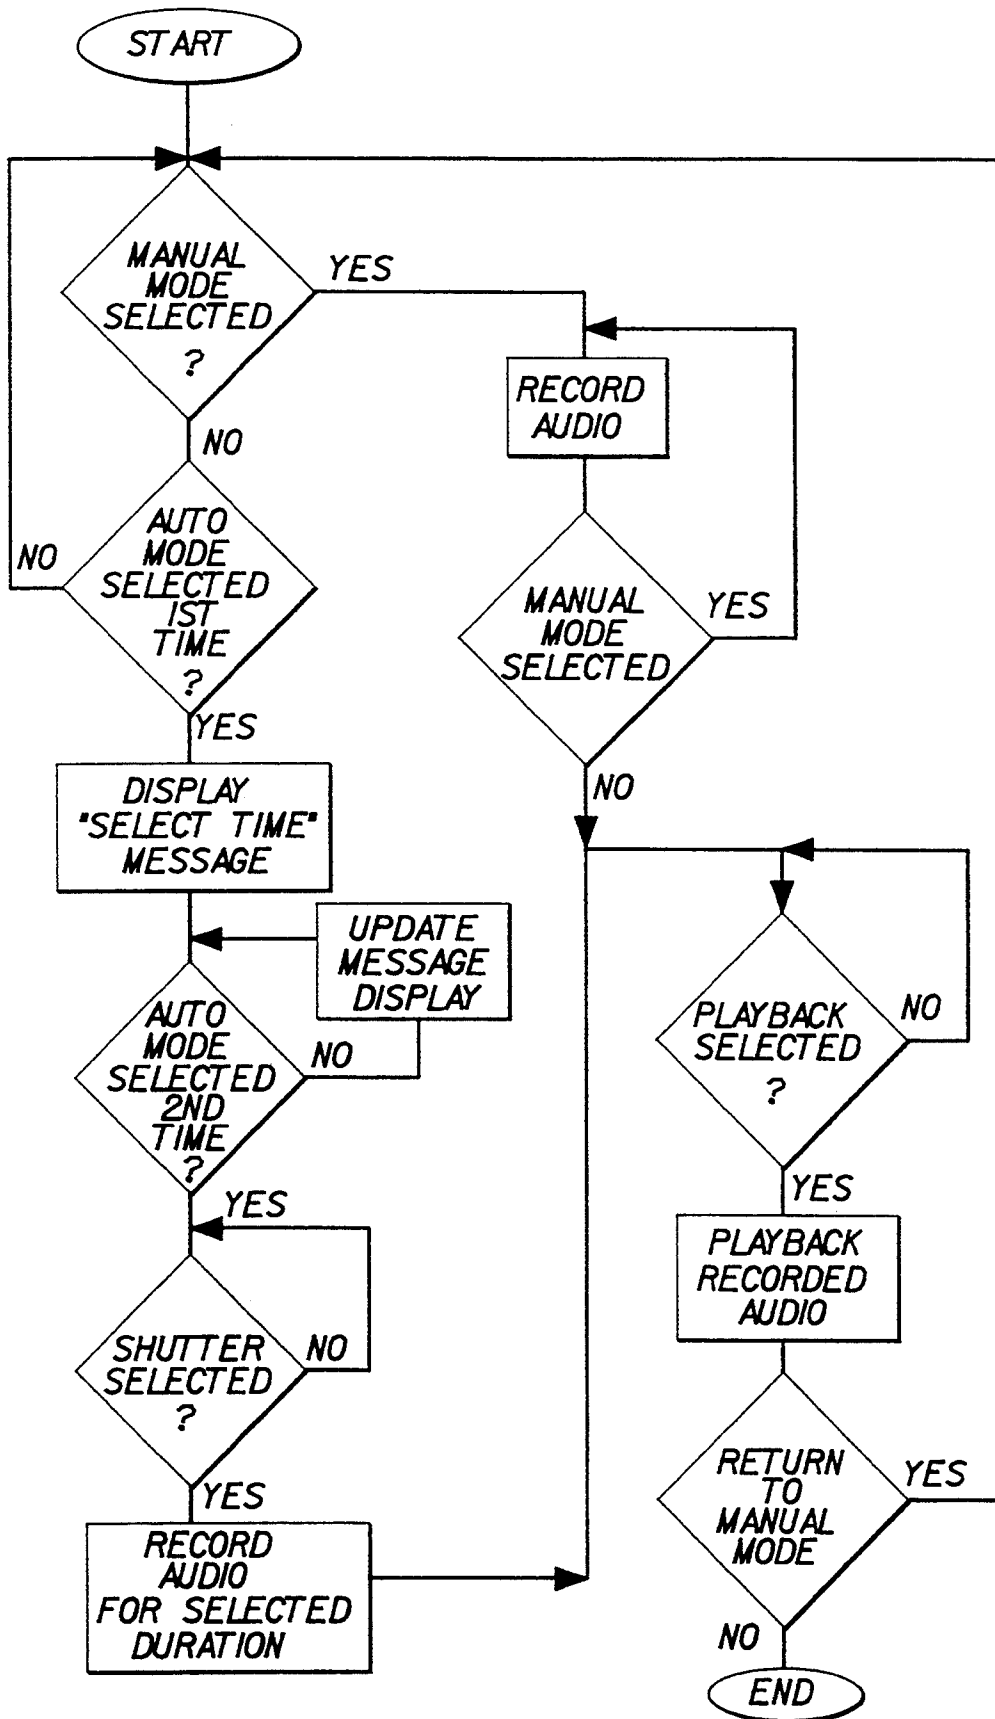 START
MANUAL
MODE
SELECTED
?
YES
NO
RECORD
AUDIO
AUTO
MODE
SELECTED
1ST
TIME
?
NO
YES
MANUAL
MODE
SELECTED
YES
NO
DISPLAY
"SELECT TIME"
MESSAGE
UPDATE
MESSAGE
DISPLAY
AUTO
MODE
SELECTED
2ND
TIME
?
NO
YES
PLAYBACK
SELECTED
?
NO
YES
SHUTTER
SELECTED
?
NO
YES
PLAYBACK
RECORDED
AUDIO
RECORD
AUDIO
FOR SELECTED
DURATION
RETURN
TO
MANUAL
MODE
YES
NO
END